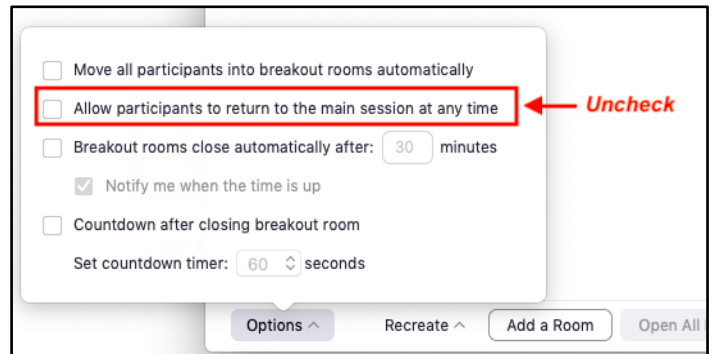 Move all participants into breakout rooms automatically
Allow participants to return to the main session at any time
Uncheck
Breakout rooms close automatically after: 30 minutes
Notify me when the time is up
Countdown after closing breakout room
Set countdown timer: 60 seconds
Options Recreate Add a Room Open All